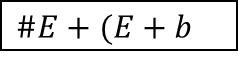 #𝐸 + (𝐸 + 𝑏